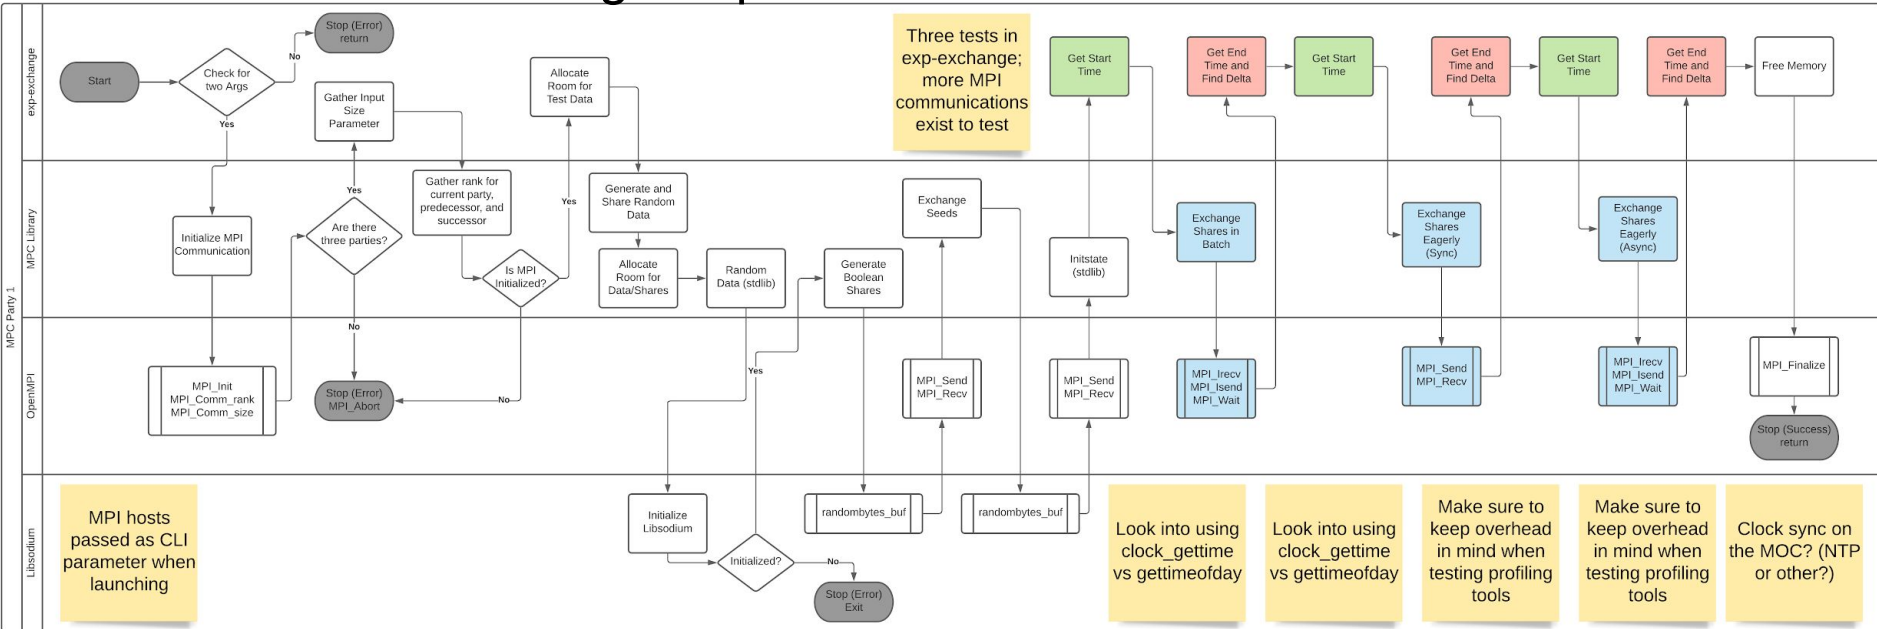 MPC Party 1
exp-exchange
Start
Check for
two Args
No
Yes
Stop (Error)
return
Gather Input
Size
Parameter
Allocate
Room for
Test Data
Three tests in
exp-exchange;
more MPI
communications
exist to test
Get Start
Time
Get End
Time and
Find Delta
Get Start
Time
Get End
Time and
Find Delta
Get Start
Time
Get End
Time and
Find Delta
Free Memory
MPC Library
Initialize MPI
Communication
Yes
Are there
three parties?
Gather rank for
current party,
predecessor, and
successor
Is MPI
Initialized?
Yes
Generate and
Share Random
Data
Allocate
Room for
Data/Shares
Random
Data (stdlib)
Generate
Boolean
Shares
Exchange
Seeds
Initstate
(stdlib)
Exchange
Shares in
Batch
Exchange
Shares
Eagerly
(Sync)
Exchange
Shares
Eagerly
(Async)
OpenMPI
MPI_Init
MPI_Comm_rank
MPI_Comm_size
No
Stop (Error)
MPI_Abort
No
Yes
MPI_Send
MPI_Recv
MPI_Send
MPI_Recv
MPI_Irecv
MPI_Isend
MPI_Wait
MPI_Send
MPI_Recv
MPI_Irecv
MPI_Isend
MPI_Wait
MPI_Finalize
Stop (Success)
return
Libsodium
MPI hosts
passed as CLI
parameter when
launching
Initialize
Libsodium
Initialized?
No
Stop (Error)
Exit
randombytes_buf
randombytes_buf
Look into using
clock_gettime
vs gettimeofday
Look into using
clock_gettime
vs gettimeofday
Make sure to
keep overhead
in mind when
testing profiling
tools
Make sure to
keep overhead
in mind when
testing profiling
tools
Clock sync on
the MOC? (NTP
or other?)